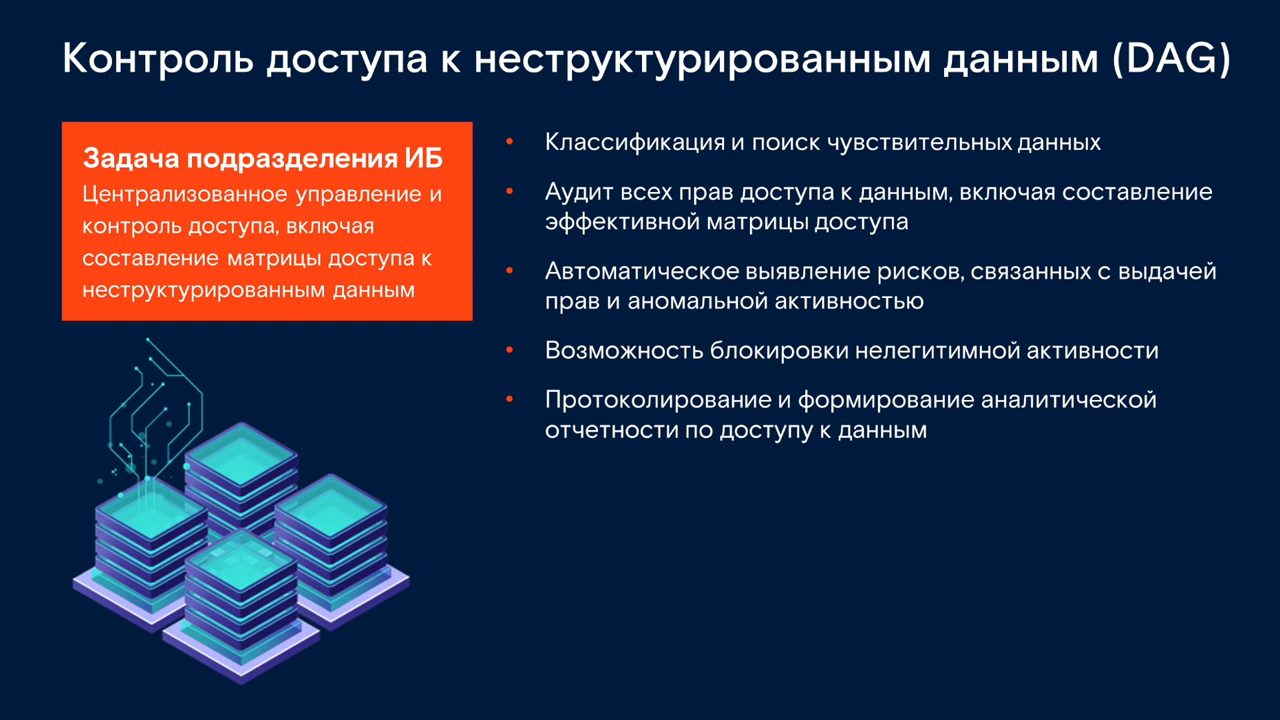 Контроль доступа к неструктурированным данным (DAG)
Задача подразделения ИБ
Централизованное управление и
контроль доступа, включая
составление матрицы доступа к
неструктурированным данным
• Классификация и поиск чувствительных данных
• Аудит всех прав доступа к данным, включая составление
эффективной матрицы доступа
• Автоматическое выявление рисков, связанных с выдачей
прав и аномальной активностью
• Возможность блокировки нелегитимной активности
• Протоколирование и формирование аналитической
отчетности по доступу к данным